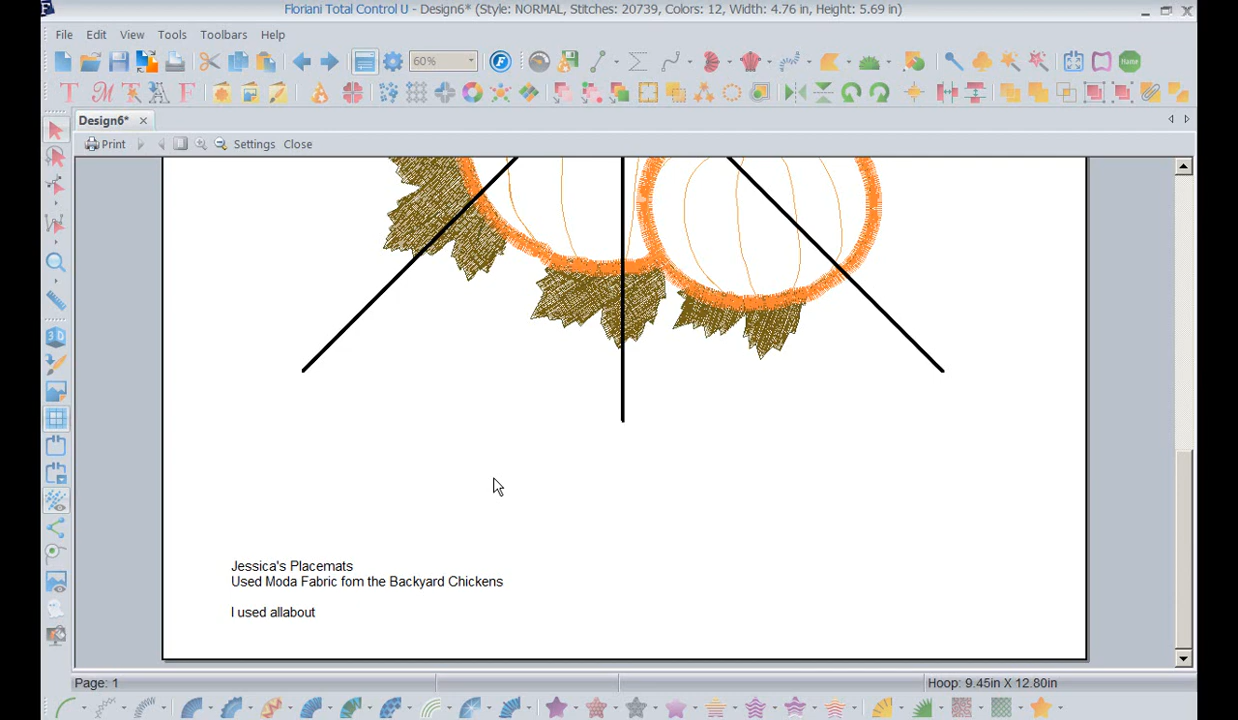 Floriani Total Control U - Design6* (Style: NORMAL, Stitches: 20739, Colors: 12, Width: 4.76 in, Height: 5.69 in)
File Edit View Tools Toolbars Help
60%
Home
Design6*
Print Settings Close
Jessica's Placemats
Used Moda Fabric fom the Backyard Chickens
I used allabout
Page: 1 Hoop: 9.45in X 12.80in